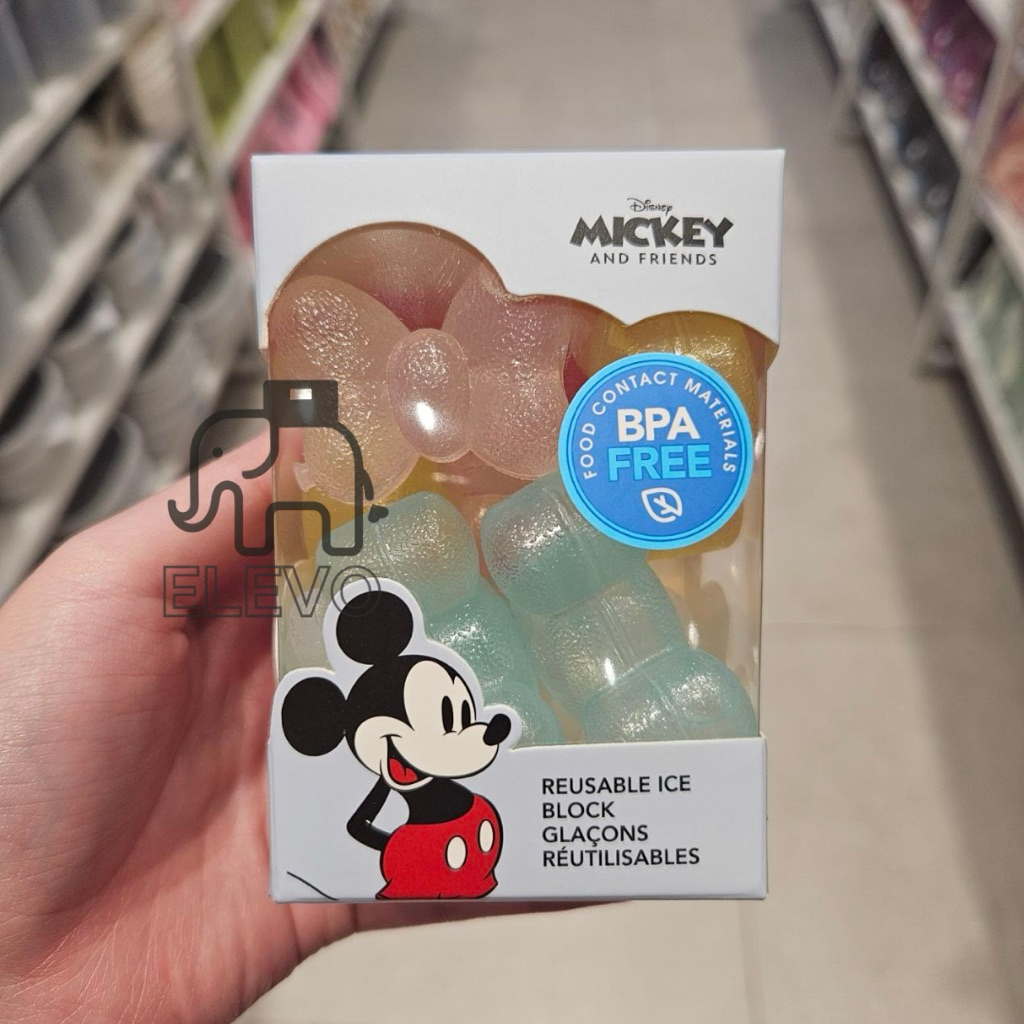 Disney
MICKEY
AND FRIENDS
FOOD CONTACT MATERIALS
BPA
FREE
ELEVO
REUSABLE ICE
BLOCK
GLAÇONS
RÉUTILISABLES